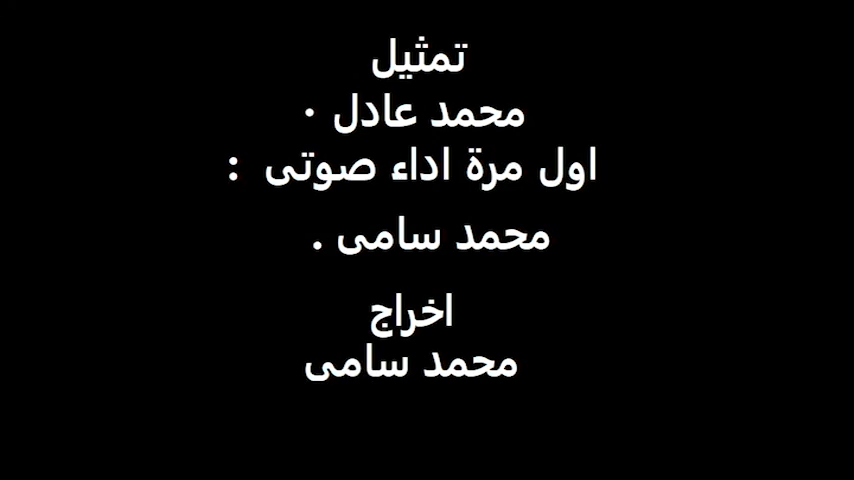 تمثيل
محمد عادل ٠
اول مرة اداء صوتى :
محمد سامى .
اخراج
محمد سامى